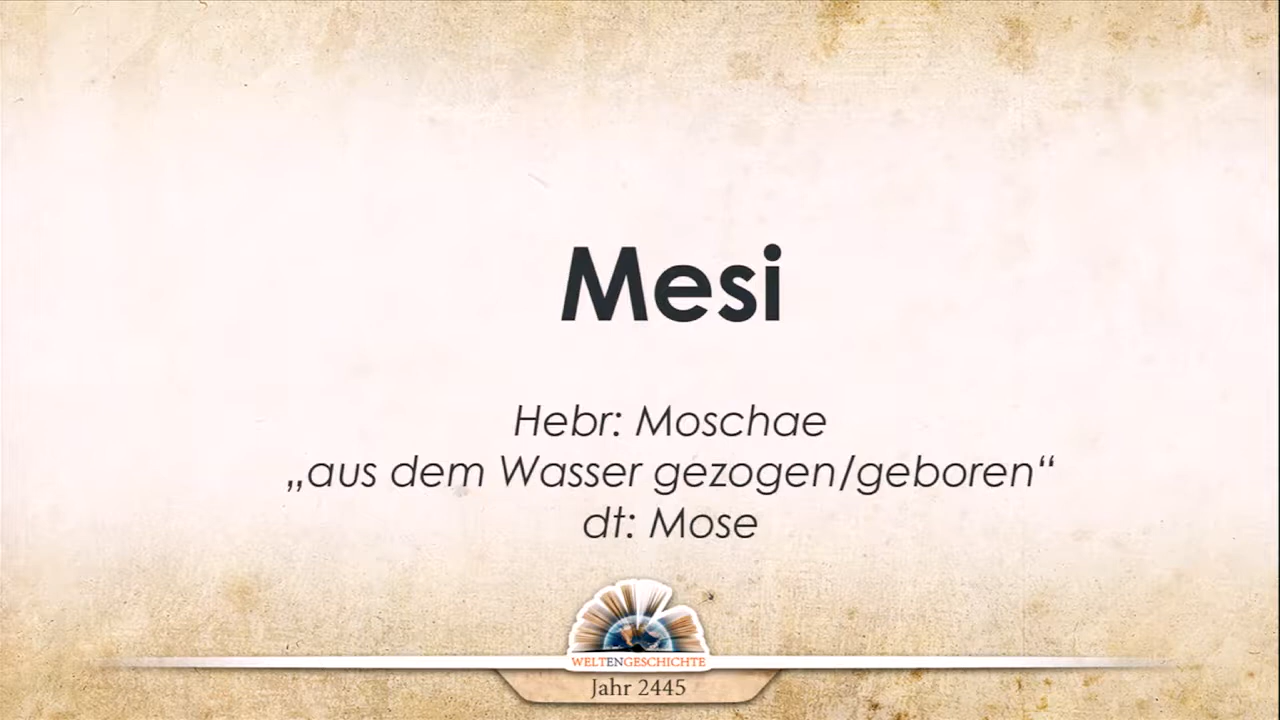 Mesi
Hebr: Moschae
„aus dem Wasser gezogen/geboren“
dt: Mose
WELTENGESCHICHTE
Jahr 2445